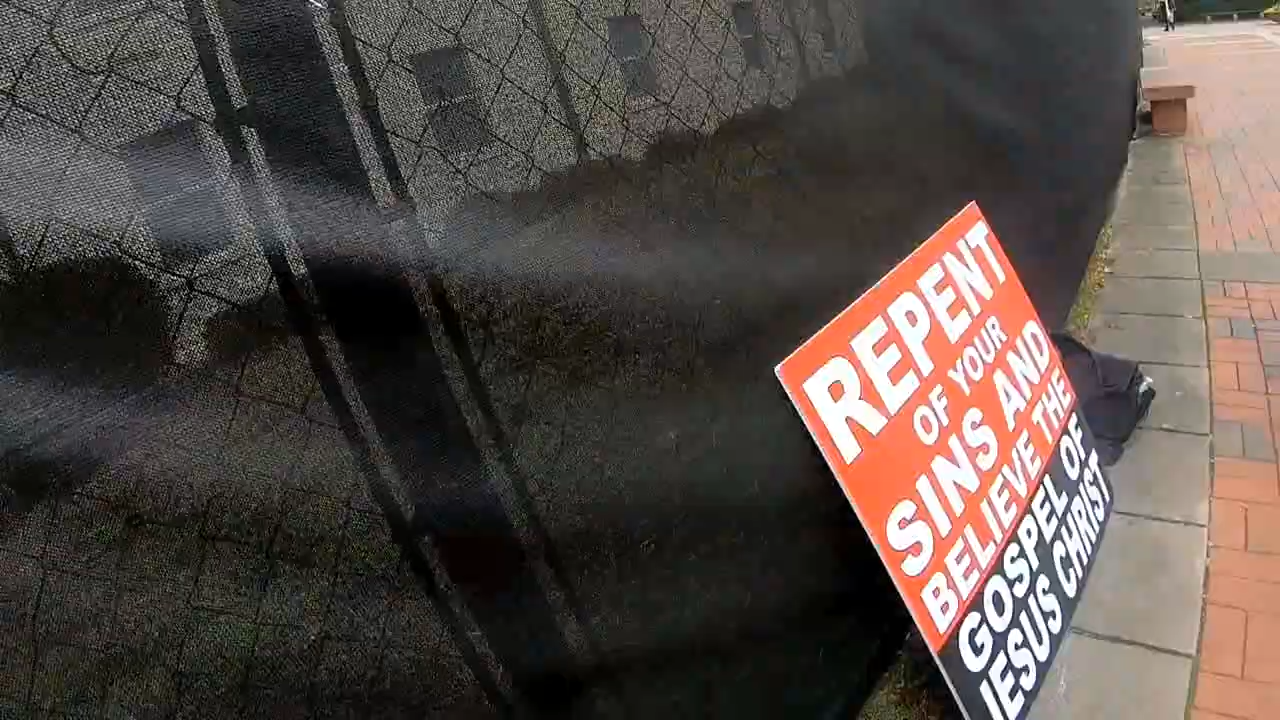 REPENT
OF YOUR
SINS AND
BELIEVE THE
GOSPEL OF
JESUS CHRIST